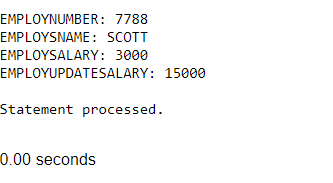 EMPLOYNUMBER: 7788
EMPLOYSNAME: SCOTT
EMPLOYSALARY: 3000
EMPLOYUPDATESALARY: 15000
Statement processed.
0.00 seconds